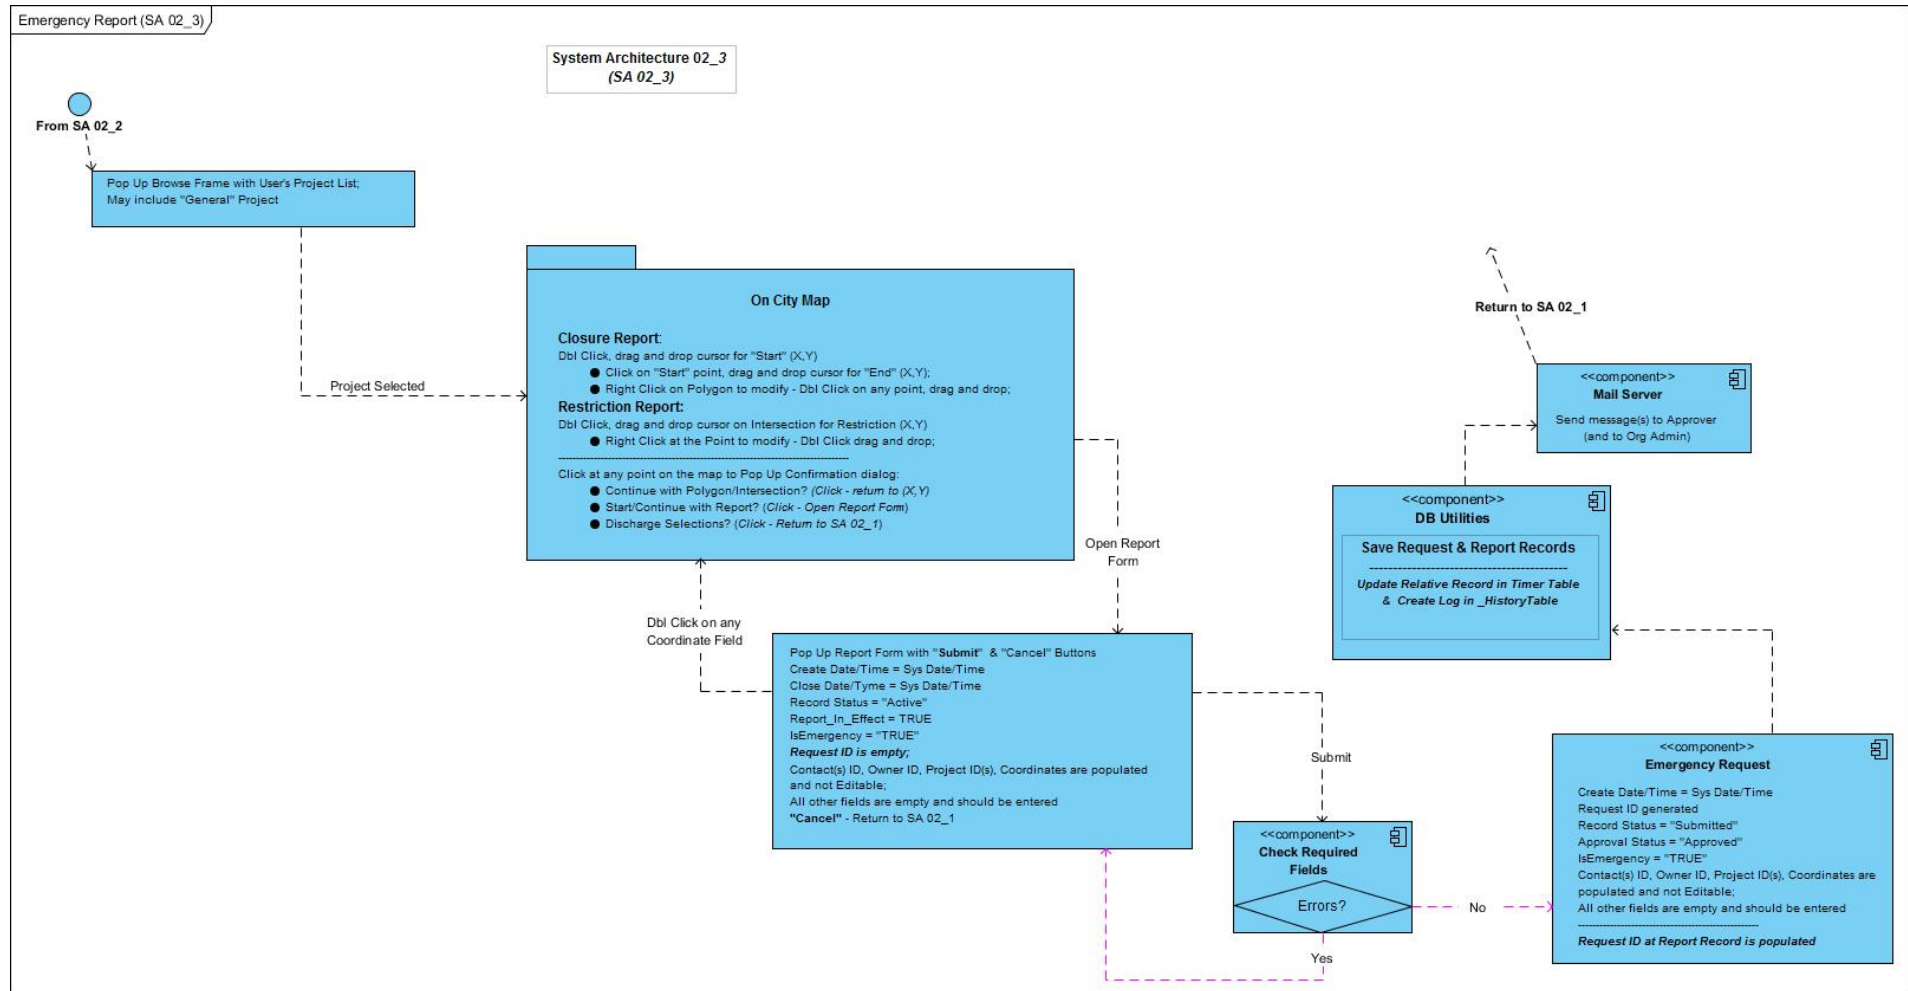 Emergency Report (SA 02_3)
System Architecture 02_3
(SA 02_3)
From SA 02_2
Pop Up Browse Frame with User's Project List;
May include "General" Project
Project Selected
On City Map
Closure Report:
Dbl Click, drag and drop cursor for "Start" (X,Y)
● Click on "Start" point, drag and drop cursor for "End" (X,Y);
● Right Click on Polygon to modify - Dbl Click on any point, drag and drop;
Restriction Report:
Dbl Click, drag and drop cursor on Intersection for Restriction (X,Y)
● Right Click at the Point to modify - Dbl Click drag and drop;
Click at any point on the map to Pop Up Confirmation dialog:
● Continue with Polygon/Intersection? (Click - return to (X,Y)
● Start/Continue with Report? (Click - Open Report Form)
● Discharge Selections? (Click - Return to SA 02_1)
Open Report
Form
Dbl Click on any
Coordinate Field
Pop Up Report Form with "Submit" & "Cancel" Buttons
Create Date/Time = Sys Date/Time
Close Date/Tyme = Sys Date/Time
Record Status = "Active"
Report_In_Effect = TRUE
IsEmergency = "TRUE"
Request ID is empty;
Contact(s) ID, Owner ID, Project ID(s), Coordinates are populated
and not Editable;
All other fields are empty and should be entered
"Cancel" - Return to SA 02_1
Submit
<<component>>
Check Required
Fields
Errors?
No
Yes
<<component>>
Emergency Request
Create Date/Time = Sys Date/Time
Request ID generated
Record Status = "Submitted"
Approval Status = "Approved"
IsEmergency = "TRUE"
Contact(s) ID, Owner ID, Project ID(s), Coordinates are
populated and not Editable;
All other fields are empty and should be entered
Request ID at Report Record is populated
<<component>>
DB Utilities
Save Request & Report Records
Update Relative Record in Timer Table
& Create Log in _HistoryTable
<<component>>
Mail Server
Send message(s) to Approver
(and to Org Admin)
Return to SA 02_1